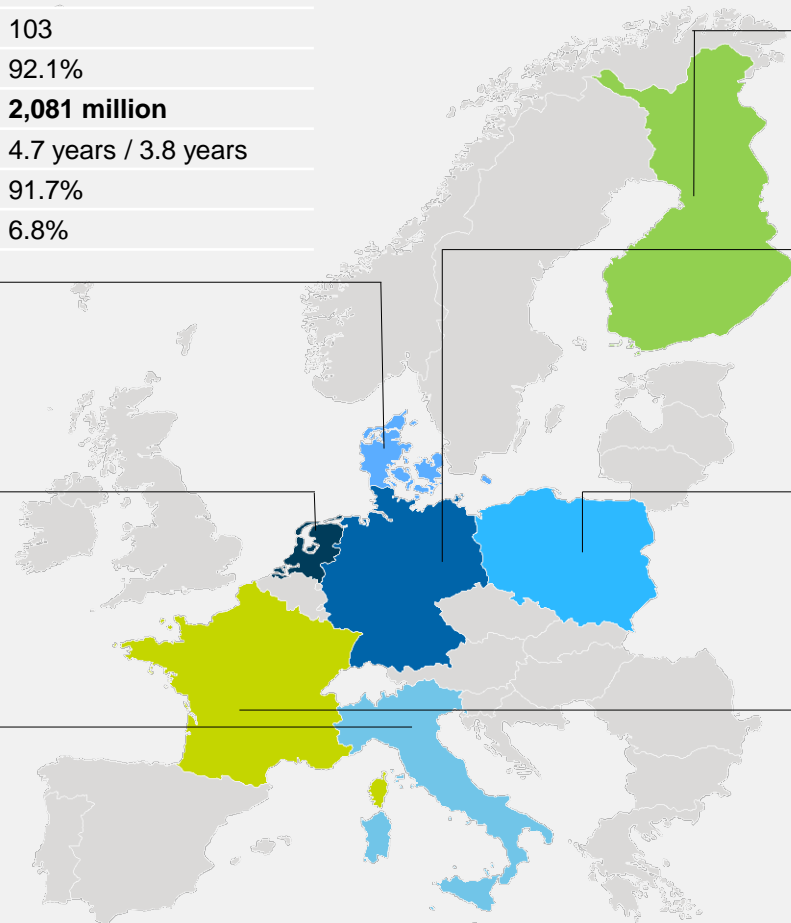 103
92.1%
2,081 million
4.7 years / 3.8 years
91.7%
6.8%